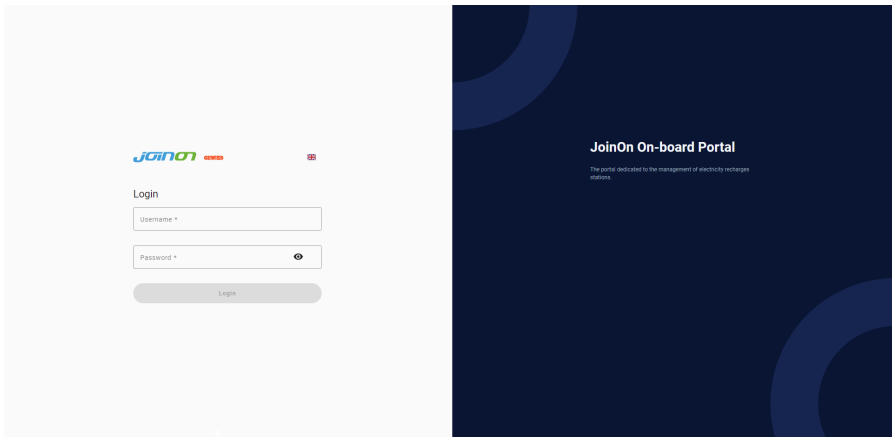 JOINON GEWISS
Login
Username *
Password *
Login
JoinOn On-board Portal
The portal dedicated to the management of electricity recharges
stations.